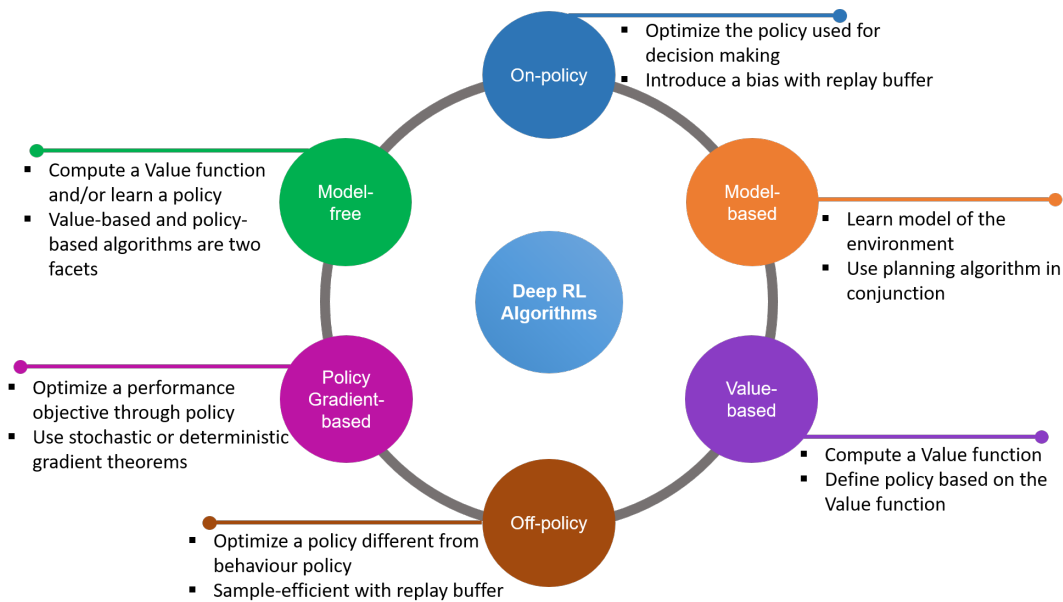 On-policy
▪ Optimize the policy used for
decision making
▪ Introduce a bias with replay buffer
Model-
based
▪ Learn model of the
environment
▪ Use planning algorithm in
conjunction
Value-
based
▪ Compute a Value function
▪ Define policy based on the
Value function
Off-policy
▪ Optimize a policy different from
behaviour policy
▪ Sample-efficient with replay buffer
Policy
Gradient-
based
▪ Optimize a performance
objective through policy
▪ Use stochastic or deterministic
gradient theorems
Model-
free
▪ Compute a Value function
and/or learn a policy
▪ Value-based and policy-
based algorithms are two
facets
Deep RL
Algorithms